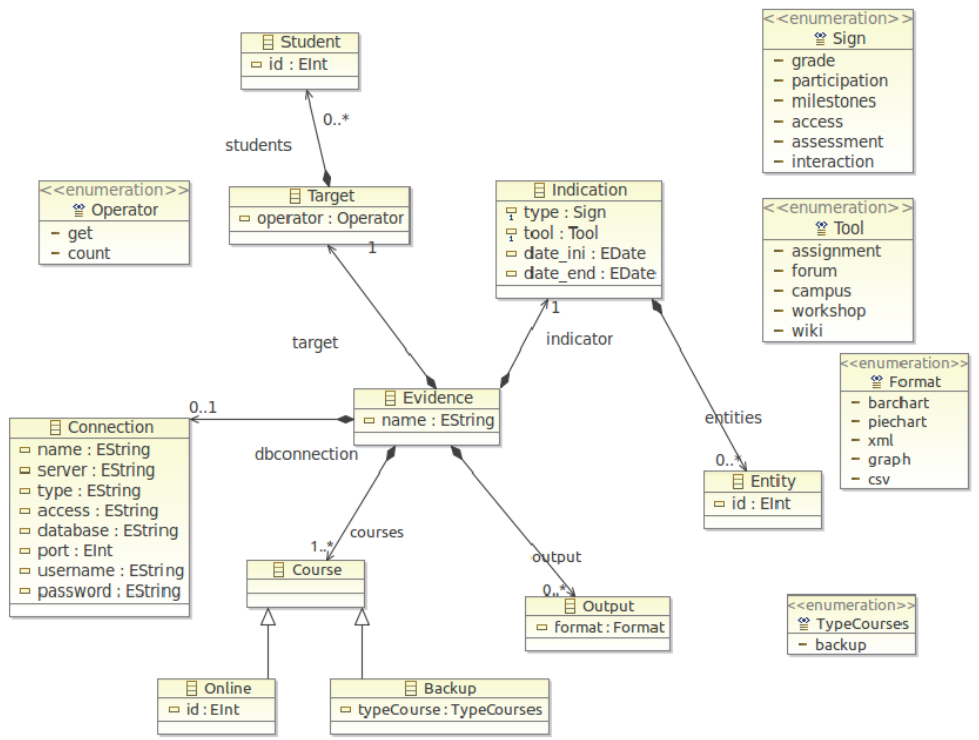 Student
id : EInt
0..*
students
Target
operator : Operator
1
<<enumeration>>
Operator
get
count
Indication
type : Sign
tool : Tool
date_ini : EDate
date_end : EDate
1
indicator
target
<<enumeration>>
Sign
grade
participation
milestones
access
assessment
interaction
<<enumeration>>
Tool
assignment
forum
campus
workshop
wiki
<<enumeration>>
Format
barchart
piechart
xml
graph
csv
Evidence
name : EString
0..1
dbconnection
Connection
name : EString
server : EString
type : EString
access : EString
database : EString
port : EInt
username : EString
password : EString
entities
0..*
Entity
id : EInt
courses
1..*
Course
output
0..*
Output
format : Format
<<enumeration>>
TypeCourses
backup
Online
id : EInt
Backup
typeCourse : TypeCourses